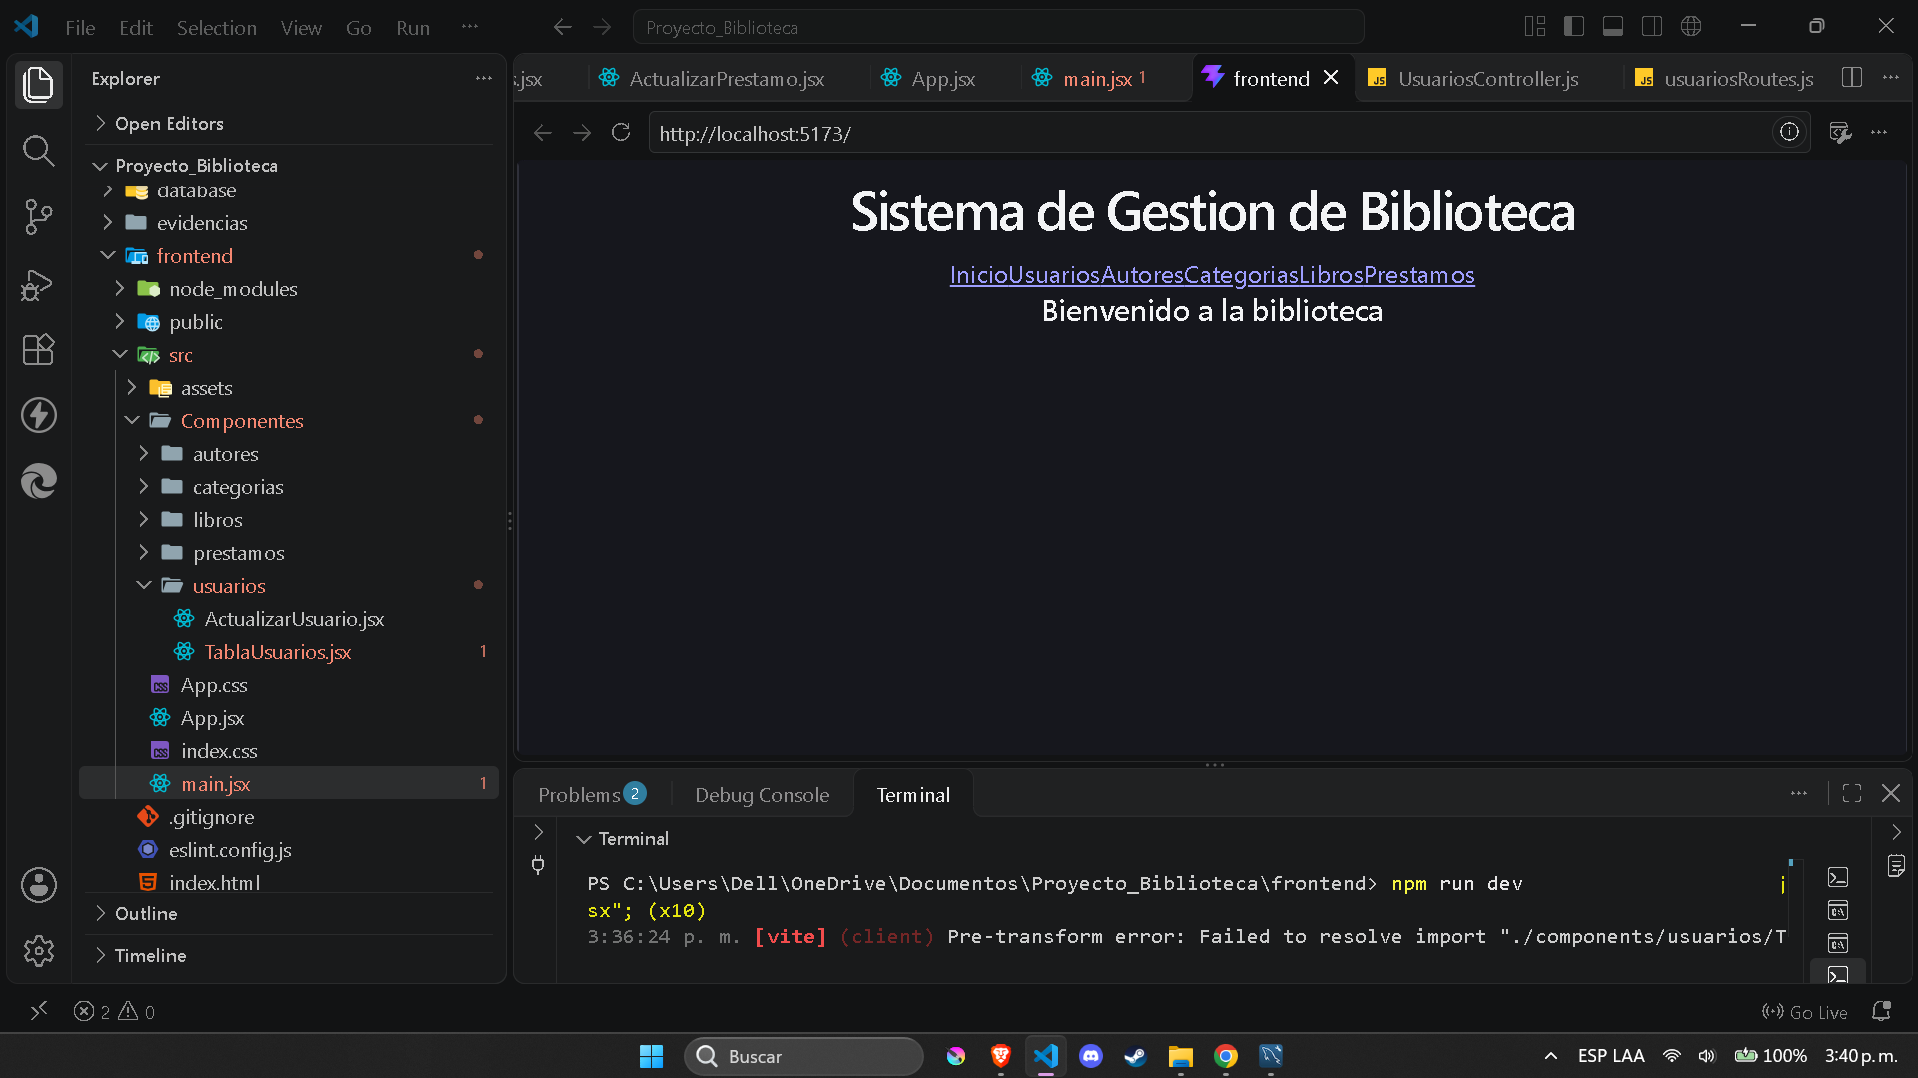 File Edit Selection View Go Run ···
Proyecto_Biblioteca
Explorer
Open Editors
Proyecto_Biblioteca
database
evidencias
frontend
node_modules
public
src
assets
Componentes
autores
categorias
libros
prestamos
usuarios
ActualizarUsuario.jsx
TablaUsuarios.jsx 1
App.css
App.jsx
index.css
main.jsx 1
.gitignore
eslint.config.js
index.html
Outline
Timeline
s.jsx ActualizarPrestamo.jsx App.jsx main.jsx 1 frontend UsuariosController.js usuariosRoutes.js
http://localhost:5173/
Sistema de Gestion de Biblioteca
InicioUsuariosAutoresCategoriasLibrosPrestamos
Bienvenido a la biblioteca
Problems 2 Debug Console Terminal
Terminal
PS C:\Users\Dell\OneDrive\Documentos\Proyecto_Biblioteca\frontend> npm run dev j
sx"; (x10)
3:36:24 p. m. [vite] (client) Pre-transform error: Failed to resolve import "./components/usuarios/T
2 0
Go Live
Buscar
ESP LAA 100% 3:40 p. m.